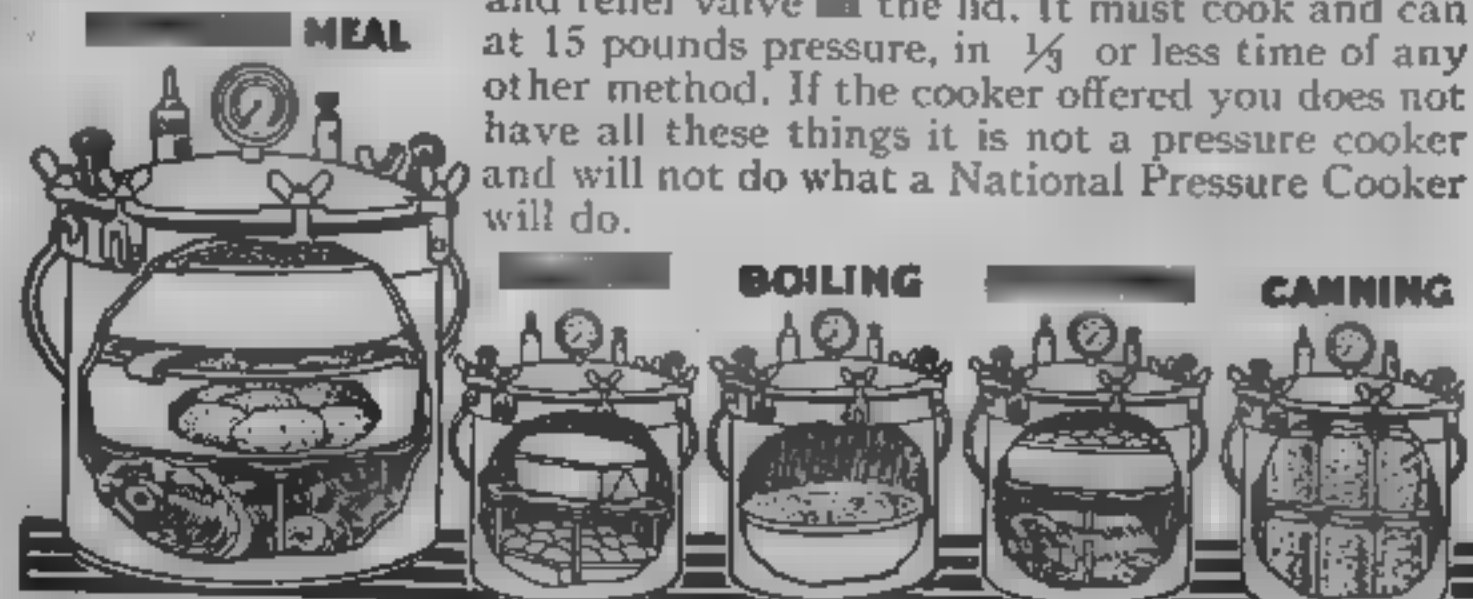 MEAL
and relief valve the lid. It must cook and can
at 15 pounds pressure, in ⅓ or less time of any
other method. If the cooker offered you does not
have all these things it is not a pressure cooker
and will not do what a National Pressure Cooker
will do.
BOILING
CANNING